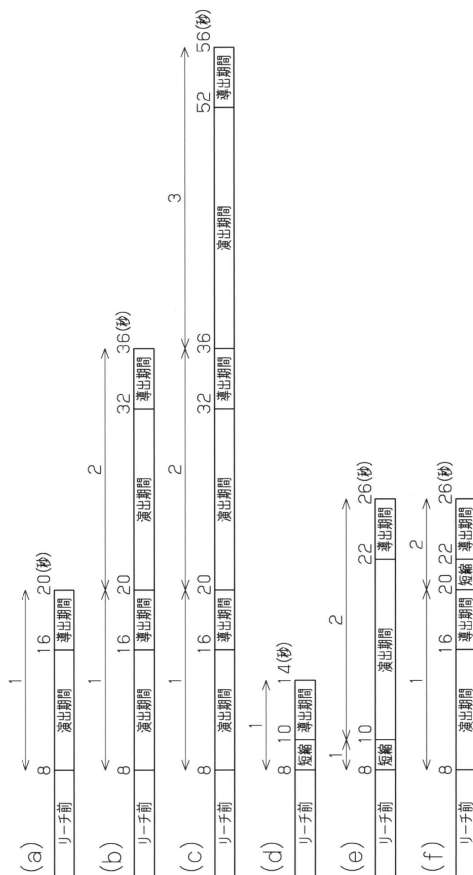 (a)
1
8 16 20(秒)
リーチ前 演出期間 導出期間
(b)
1 2
8 16 20 32 36(秒)
リーチ前 演出期間 導出期間 演出期間 導出期間
(c)
1 2 3
8 16 20 32 36 52 56(秒)
リーチ前 演出期間 導出期間 演出期間 導出期間 演出期間 導出期間
(d)
1
8 10 14(秒)
リーチ前 短縮 導出期間
(e)
1 2
8 10 22 26(秒)
リーチ前 短縮 演出期間 導出期間
(f)
1 2
8 16 20 22 26(秒)
リーチ前 演出期間 導出期間 短縮 導出期間